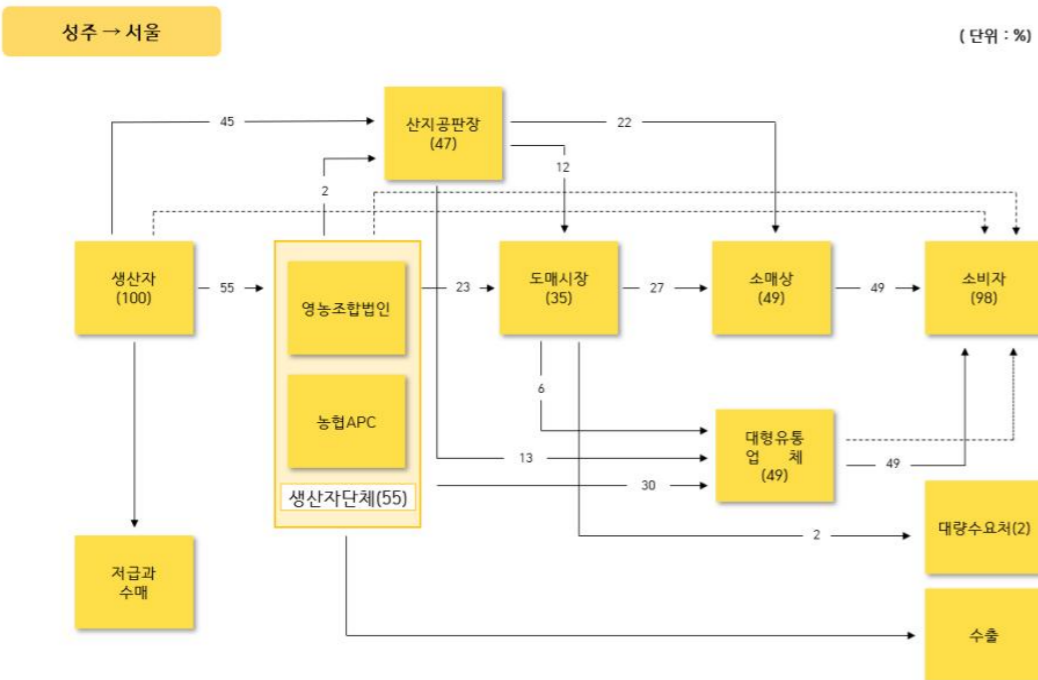 성주 → 서울
( 단위 : %)
산지공판장
(47)
45
22
12
2
생산자
(100)
55
영농조합법인
농협APC
생산자단체(55)
23
도매시장
(35)
27
소매상
(49)
49
소비자
(98)
6
대형유통
업 체
(49)
13
30
49
2
대량수요처(2)
저급과
수매
수출